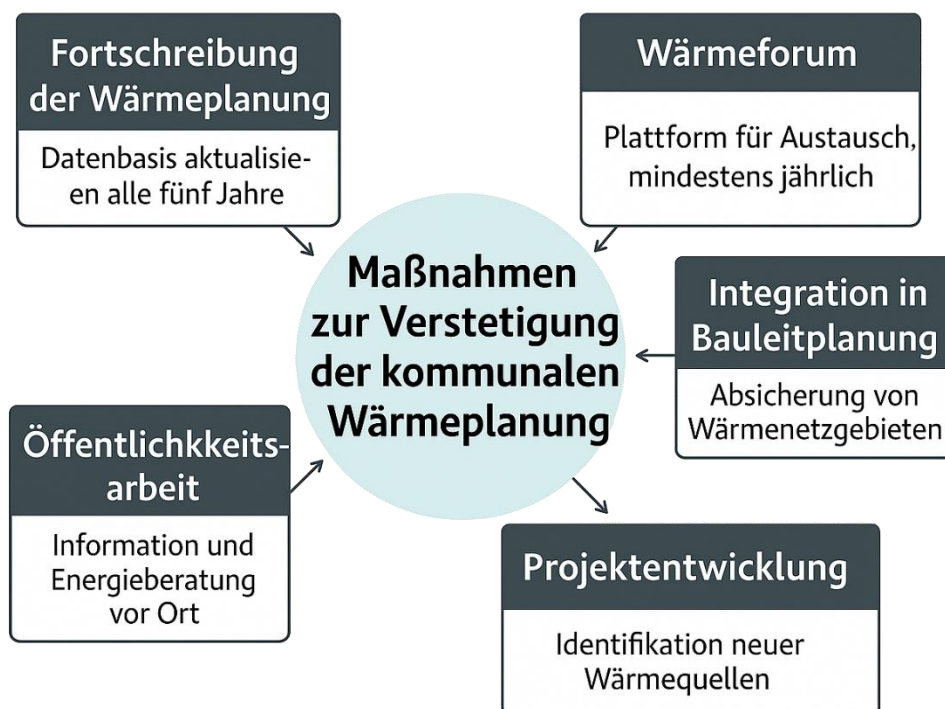 Fortschreibung
der Wärmeplanung
Datenbasis aktualisie-
en alle fünf Jahre
Wärmeforum
Plattform für Austausch,
mindestens jährlich
Maßnahmen
zur Verstetigung
der kommunalen
Wärmeplanung
Integration in
Bauleitplanung
Absicherung von
Wärmenetzgebieten
Öffentlichkkeits-
arbeit
Information und
Energieberatung
vor Ort
Projektentwicklung
Identifikation neuer
Wärmequellen